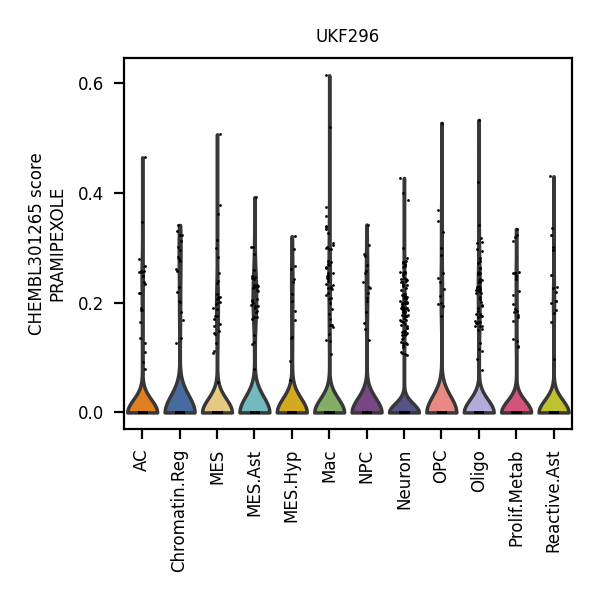 UKF296
CHEMBL301265 score
PRAMIPEXOLE
0.6
0.4
0.2
0.0
AC
Chromatin.Reg
MES
MES.Ast
MES.Hyp
Mac
NPC
Neuron
OPC
Oligo
Prolif.Metab
Reactive.Ast